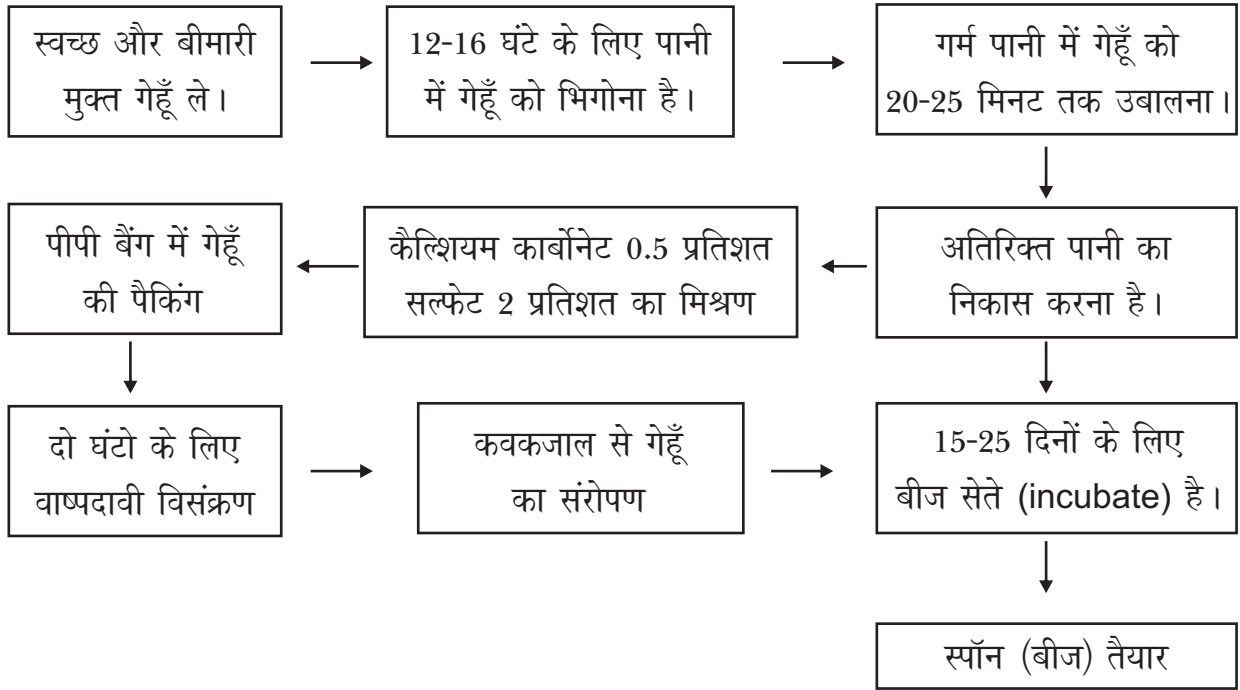 स्वच्छ और बीमारी
मुक्त गेहूँ ले।
12-16 घंटे के लिए पानी
में गेहूँ को भिगोना है।
गर्म पानी में गेहूँ को
20-25 मिनट तक उबालना।
अतिरिक्त पानी का
निकास करना है।
कैल्शियम कार्बोनेट 0.5 प्रतिशत
सल्फेट 2 प्रतिशत का मिश्रण
पीपी बैंग में गेहूँ
की पैकिंग
दो घंटो के लिए
वाष्पदावी विसंक्रण
कवकजाल से गेहूँ
का संरोपण
15-25 दिनों के लिए
बीज सेते (incubate) है।
स्पॉन (बीज) तैयार